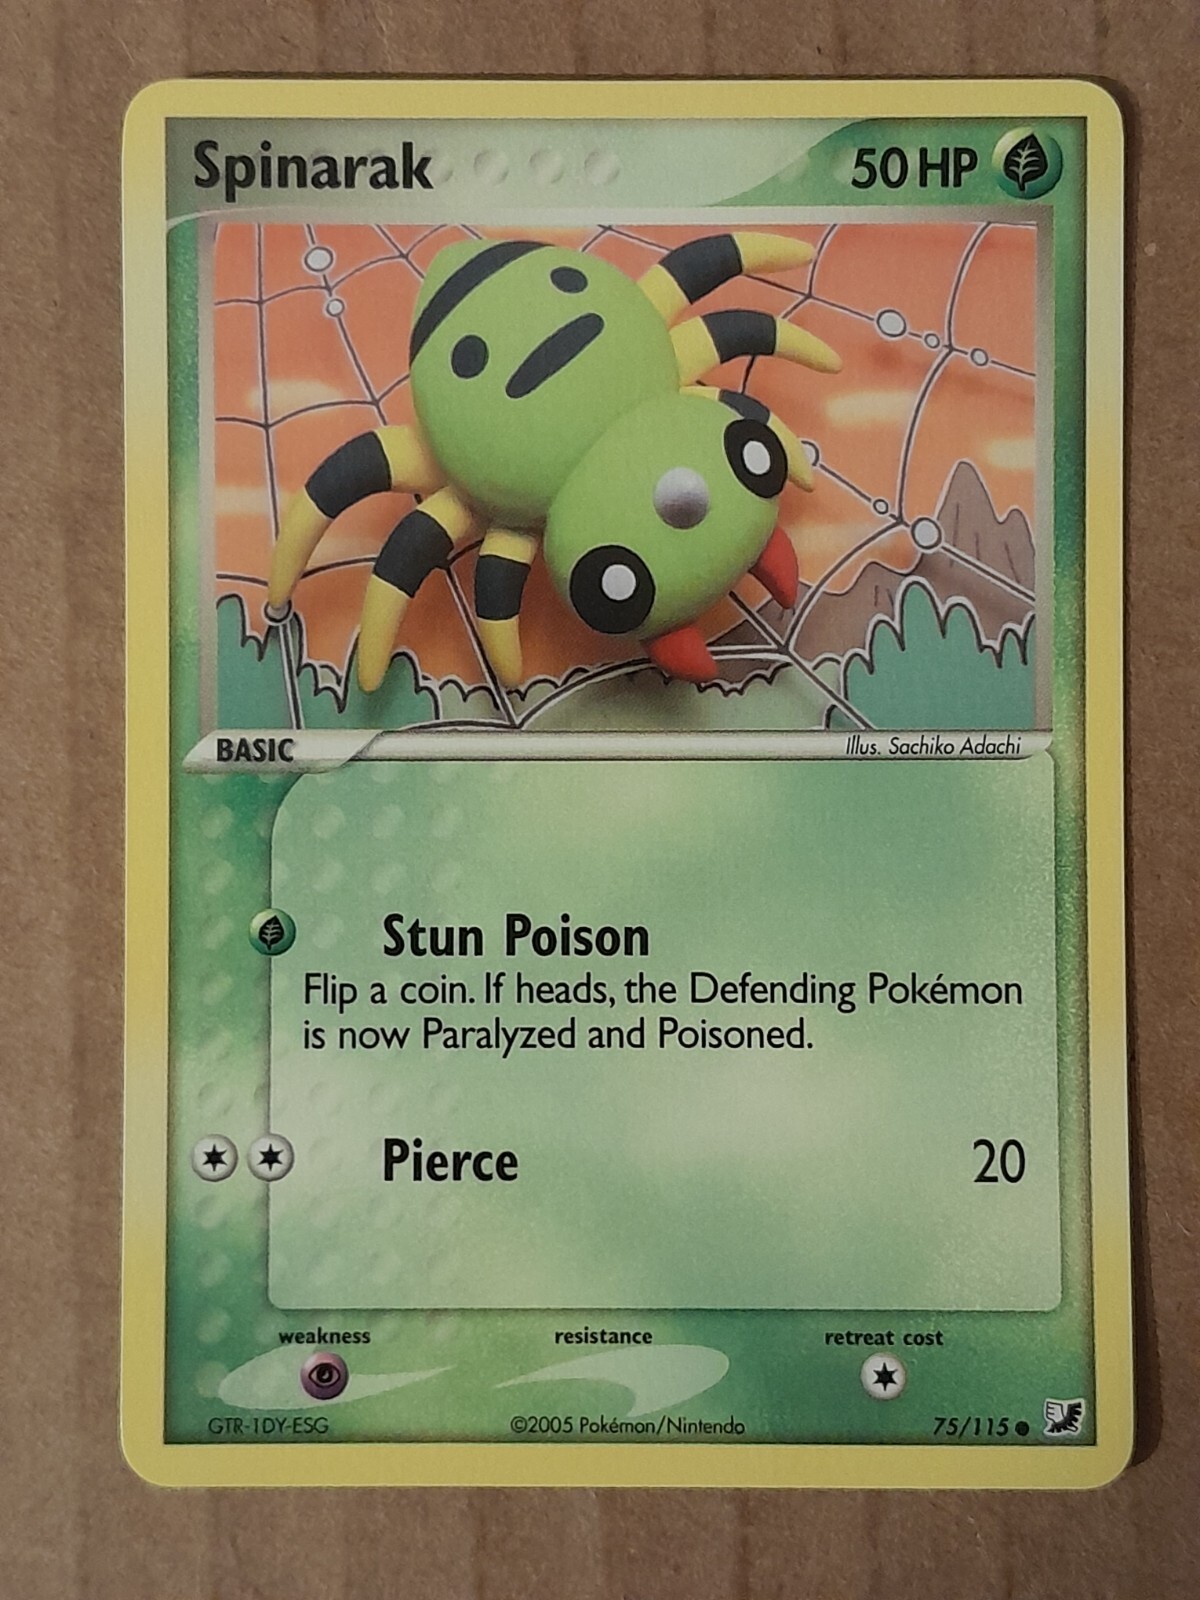 Spinarak
50 HP
BASIC
Illus. Sachiko Adachi
Stun Poison
Flip a coin. If heads, the Defending Pokémon
is now Paralyzed and Poisoned.
Pierce 20
weakness resistance retreat cost
GTR-1DY-ESG ©2005 Pokémon/Nintendo 75/115